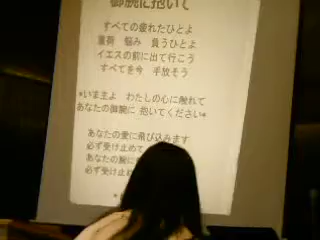 御腕に抱いて
すべての疲れたひとよ
重荷 悩み 負うひとよ
イエスの前に出て行こう
すべてを今 手放そう
*いま主よ わたしの心に触れて
あなたの御腕に 抱いてください*
あなたの愛に飛び込みます
必ず受け止めて
あなたの腕に
必ず受け止